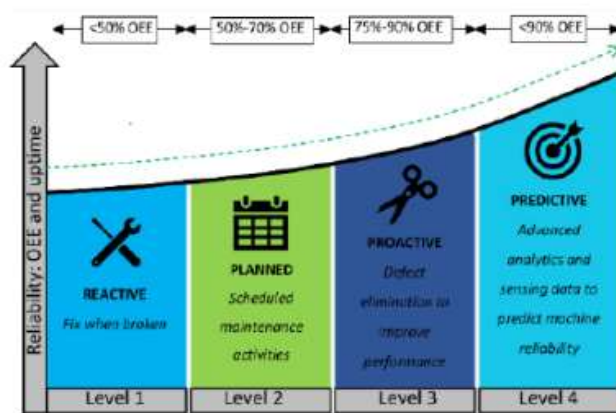 <50% OEE 50%-70% OEE 75%-90% OEE <90% OEE
Reliability: OEE and uptime
REACTIVE
Fix when broken
PLANNED
Scheduled
maintenance
activities
PROACTIVE
Defect
elimination to
improve
performance
PREDICTIVE
Advanced
analytics and
sensing data to
predict machine
reliability
Level 1 Level 2 Level 3 Level 4